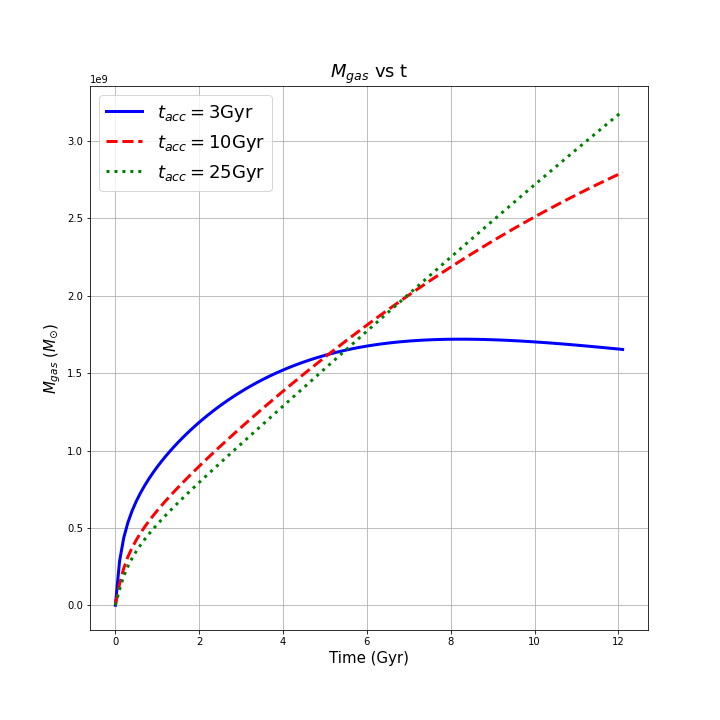 M_gas vs t
1e9
t_acc = 3Gyr
t_acc = 10Gyr
t_acc = 25Gyr
3.0
2.5
2.0
1.5
1.0
0.5
0.0
M_gas (M_⊙)
0 2 4 6 8 10 12
Time (Gyr)